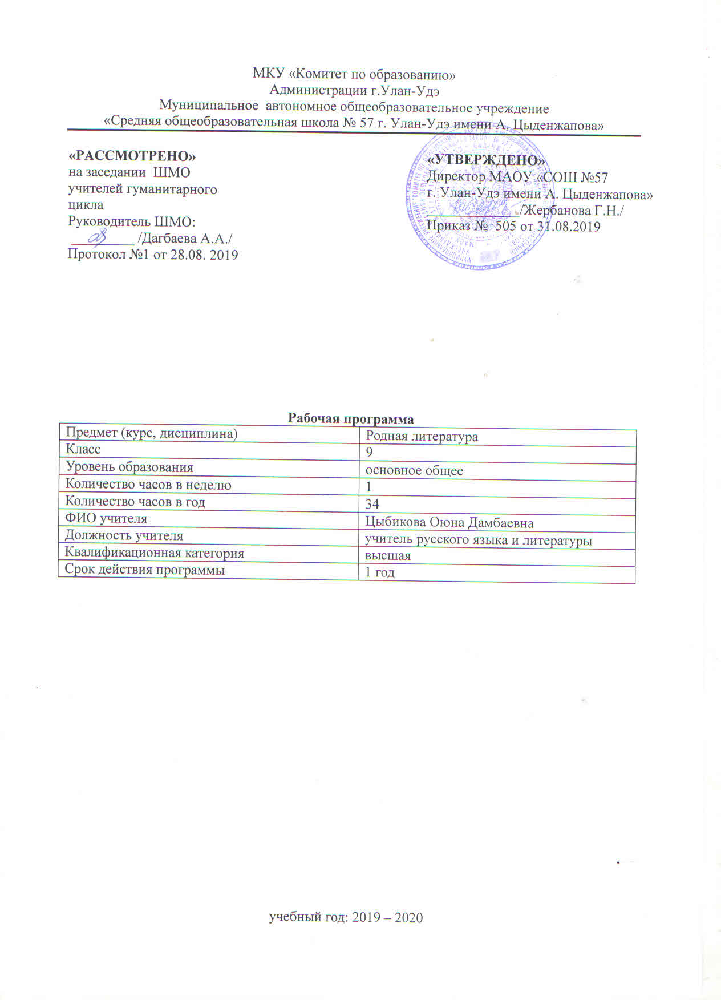 МКУ «Комитет по образованию»
Администрации г.Улан-Удэ
Муниципальное автономное общеобразовательное учреждение
«Средняя общеобразовательная школа № 57 г. Улан-Удэ имени А. Цыденжапова»
«РАССМОТРЕНО»
на заседании ШМО
учителей гуманитарного
цикла
Руководитель ШМО:
_________ /Дагбаева А.А./
Протокол №1 от 28.08. 2019
«УТВЕРЖДЕНО»
Директор МАОУ «СОШ №57
г. Улан-Удэ имени А. Цыденжапова»
_____________/Жербанова Г.Н./
Приказ № 505 от 31.08.2019
Рабочая программа
Предмет (курс, дисциплина) Родная литература
Класс 9
Уровень образования основное общее
Количество часов в неделю 1
Количество часов в год 34
ФИО учителя Цыбикова Оюна Дамбаевна
Должность учителя учитель русского языка и литературы
Квалификационная категория высшая
Срок действия программы 1 год
учебный год: 2019 – 2020